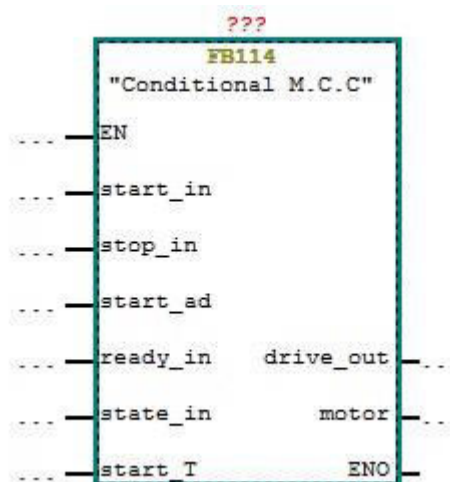 ???
FB114
"Conditional M.C.C"
... EN
... start_in
... stop_in
... start_ad
... ready_in drive_out ...
... state_in motor ...
... start_T ENO